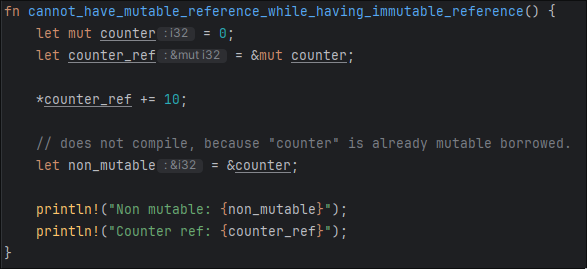 fn cannot_have_mutable_reference_while_having_immutable_reference() {
    let mut counter: i32 = 0;
    let counter_ref: &mut i32 = &mut counter;

    *counter_ref += 10;

    // does not compile, because "counter" is already mutable borrowed.
    let non_mutable: &i32 = &counter;

    println!("Non mutable: {non_mutable}");
    println!("Counter ref: {counter_ref}");
}